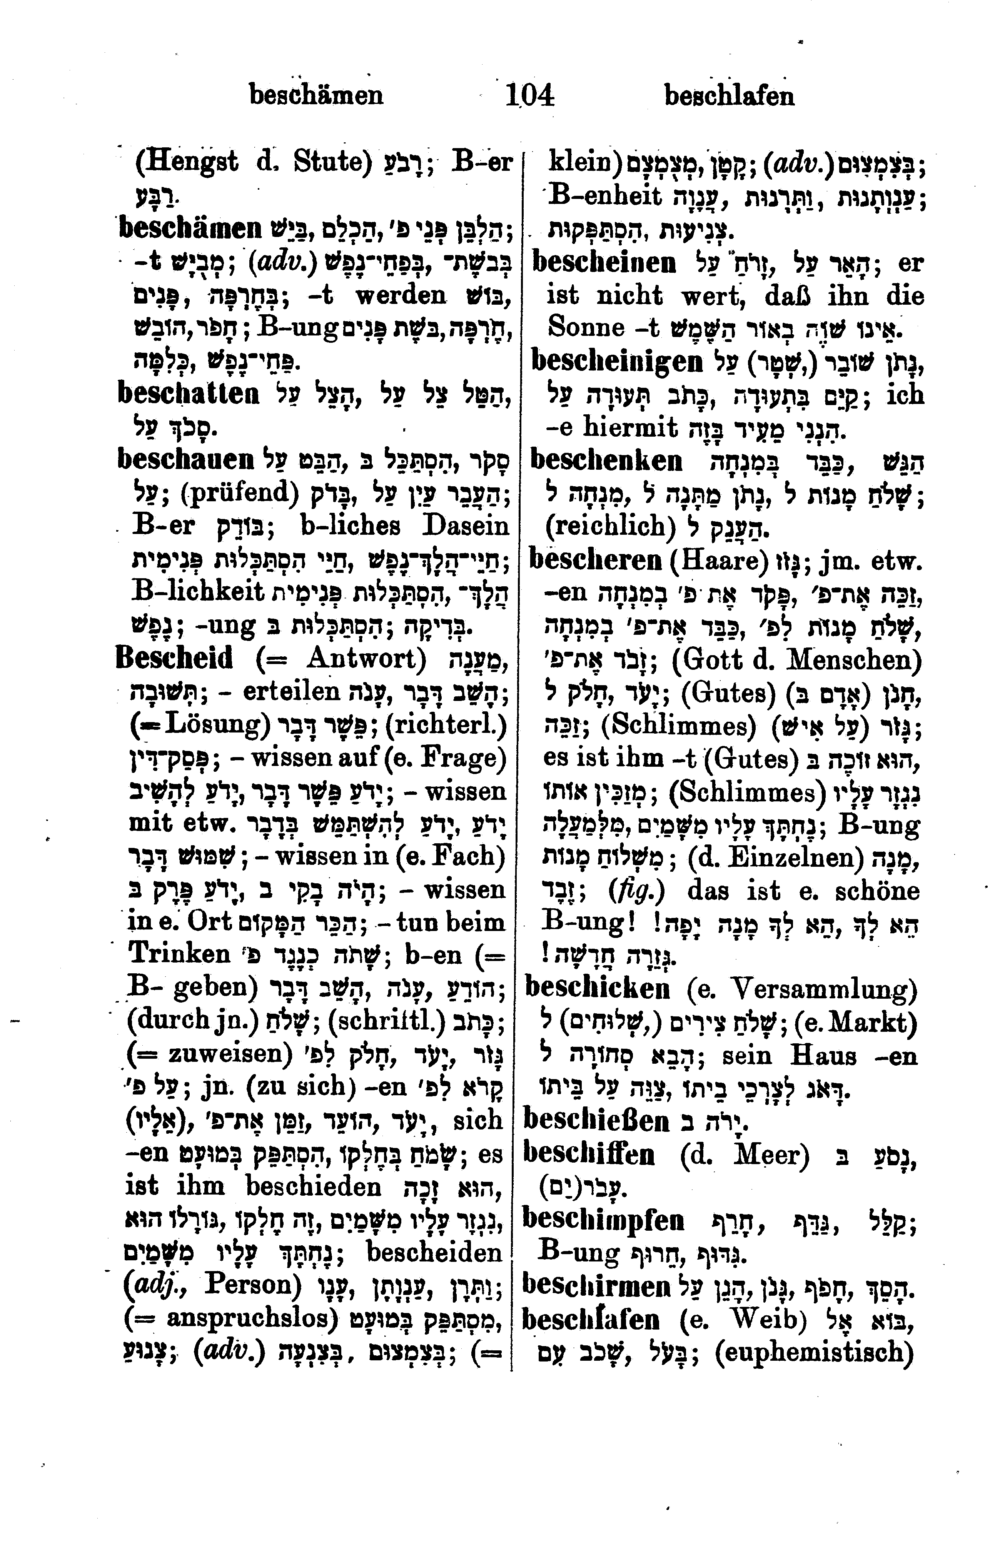 beschämen 104 beschlafen
(Hengst d. Stute) רָבֹעַ; B-er
רַבָּע.
beschämen הַלְבֵּן פְּנֵי פ', הַכְלֵם, בַּיֵּשׁ;
-t מְבֻיָּשׁ; (adv.) בְּבשֶׁת-, בְּפַחֵי-נָפֶשׁ
פָּנִים, בְּחֶרְפָּה; -t werden בּוֹשׁ,
חָפֹר, הוּבַשׁ; B-ung בּשֶׁת פָּנִים, חֶרְפָּה,
פַּחֵי-נֶפֶשׁ, כְּלִמָּה.
beschatten הָטֵל צֵל עַל, הָצֵל עַל,
סָכֹךְ עַל.
beschauen סָקֹר, הִסְתַּכֵּל ב, הַבֵּט עַל
עַל; (prüfend) הַעֲבֵר עַיִן עַל, בָּדֹק;
B-er בּוֹדֵק; b-liches Dasein
חַיֵּי-הֲלָךְ-נֶפֶשׁ, חַיֵּי הִסְתַּכְּלוּת פְּנִימִית;
B-lichkeit הֲלָךְ-, הִסְתַּכְּלוּת פְּנִימִית
נֶפֶשׁ; -ung בְּדִיקָה; הִסְתַּכְּלוּת ב.
Bescheid (= Antwort) מַעֲנֶה,
תְּשׁוּבָה; - erteilen הָשֵׁב דָּבָר, עָנֹה;
(= Lösung) פֵּשֶׁר דָּבָר; (richterl.)
פְּסַק-דִּין; - wissen auf (e. Frage)
יָדֹעַ פֵּשֶׁר דָּבָר, יָדֹעַ לְהָשִׁיב; - wissen
mit etw. יָדֹעַ, יָדֹעַ לְהִשְׁתַּמֵּשׁ בְּדָבָר
שִׁמּוּשׁ דָּבָר; - wissen in (e. Fach)
הָיֹה בָקִי ב, יָדֹעַ פֶּרֶק בּ; - wissen
in e. Ort הַכֵּר הַמָּקוֹם; - tun beim
Trinken שָׁתֹה כְנֶגֶד פ'; b-en (=
B- geben) הוֹדֵעַ, עָנֹה, הָשֵׁב דָּבָר;
(durch jn.) שָׁלֹחַ; (schriftl.) כָּתֹב;
(= zuweisen) גָּזֹר, יָעֹד, חָלֹק לְפ'
עַל פ'; jn. (zu sich) -en קָרֹא לְפ'
(אֵלָיו), יָעֹד, הוֹעֵד, זַמֵּן אֶת-פ', sich
-en שָׂמֹחַ בְּחֶלְקוֹ, הִסְתַּפֵּק בְּמוּעָט; es
ist ihm beschieden הוּא זָכָה,
נִגְזַר עָלָיו מִשָּׁמַיִם, זֶה חֶלְקוֹ, גּוֹרָלוֹ הוּא,
נֶחְתַּךְ עָלָיו מִשָּׁמַיִם; bescheiden
(adj., Person) עָנָו, עַנְוְתָן, וַתְּרָן;
(= anspruchslos) מִסְתַּפֵּק בְּמוּעָט,
צָנוּעַ; (adv.) בְּצִמְצוּם, בְּצִנְעָה; (=
klein) קָטָן, מְצֻמְצָם; (adv.) בְּצִמְצוּם;
B-enheit עֲנָוָה, וַתְּרָנוּת, עַנְוְתָנוּת;
צְנִיעוּת, הִסְתַּפְּקוּת.
bescheinen הָאֵר עַל, זָרֹחַ עַל; er
ist nicht wert, daß ihn die
Sonne -t אֵינוֹ שׁוֶֹה בְאוֹר הַשֶּׁמֶשׁ.
bescheinigen נָתֹן שׁוֹבֵר (שְׁטָר,) עַל,
קַיֵּם בִּתְעוּדָה, כָּתֹב תְּעוּדָה עַל; ich
-e hiermit הִנְנִי מֵעִיד בָּזֶה.
beschenken הַגֵּשׁ, כַּבֵּד בְּמִנְחָה
שָׁלֹחַ מָנוֹת ל, נָתֹן מַתָּנָה ל, מִנְחָה ל;
(reichlich) הַעֲנֵק ל.
bescheren (Haare) גָּזֹז; jm. etw.
-en זַכֵּה אֶת-פ', פָּקֹד אֶת פ' בְּמִנְחָה,
שָׁלֹחַ מָנוֹת לְפ', כַּבֵּד אֶת-פ' בְּמִנְחָה,
זָבֹד אֶת-פ'; (Gott d. Menschen)
חָנֹן (אָדָם ב) יָעֹד, חָלֹק ל; (Gutes)
זַכֵּה; (Schlimmes) גָּזֹר (עַל אִישׁ);
es ist ihm -t (Gutes) הוּא זוֹכֶה ב,
מְזַכִּין אוֹתוֹ; (Schlimmes) נִגְזָר עָלָיו
נֶחְתָּךְ עָלָיו מִשָּׁמַיִם, מִלְּמַעְלָה; B-ung
מִשְׁלוֹחַ מָנוֹת; (d. Einzelnen) מָנָה,
זֶבֶד; (fig.) das ist e. schöne
B-ung! הֵא לְךָ, הֵא לְךָ מָנָה יָפָה!
גְּזֵרָה חֲדָשָׁה!.
beschicken (e. Versammlung)
שָׁלֹחַ צִירִים (שְׁלוּחִים,) ל; (e. Markt)
הָבֵא סְחוֹרָה ל; sein Haus -en
דָּאֹג לְצָרְכֵי בֵיתוֹ, צַוֵּה עַל בֵּיתוֹ.
beschießen יָרֹה ב.
beschiffen (d. Meer) נָסֹעַ ב,
עָבֹר(יָם).
beschimpfen קַלֵּל, גַּדֵּף, חָרֵף;
B-ung גִּדּוּף, חֵרוּף.
beschirmen הָסֵךְ, חָפֹף, גָּנֹן, הָגֵן עַל.
beschlafen (e. Weib) בּוֹא אֶל,
בָּעֹל, שָׁכֹב עִם; (euphemistisch)